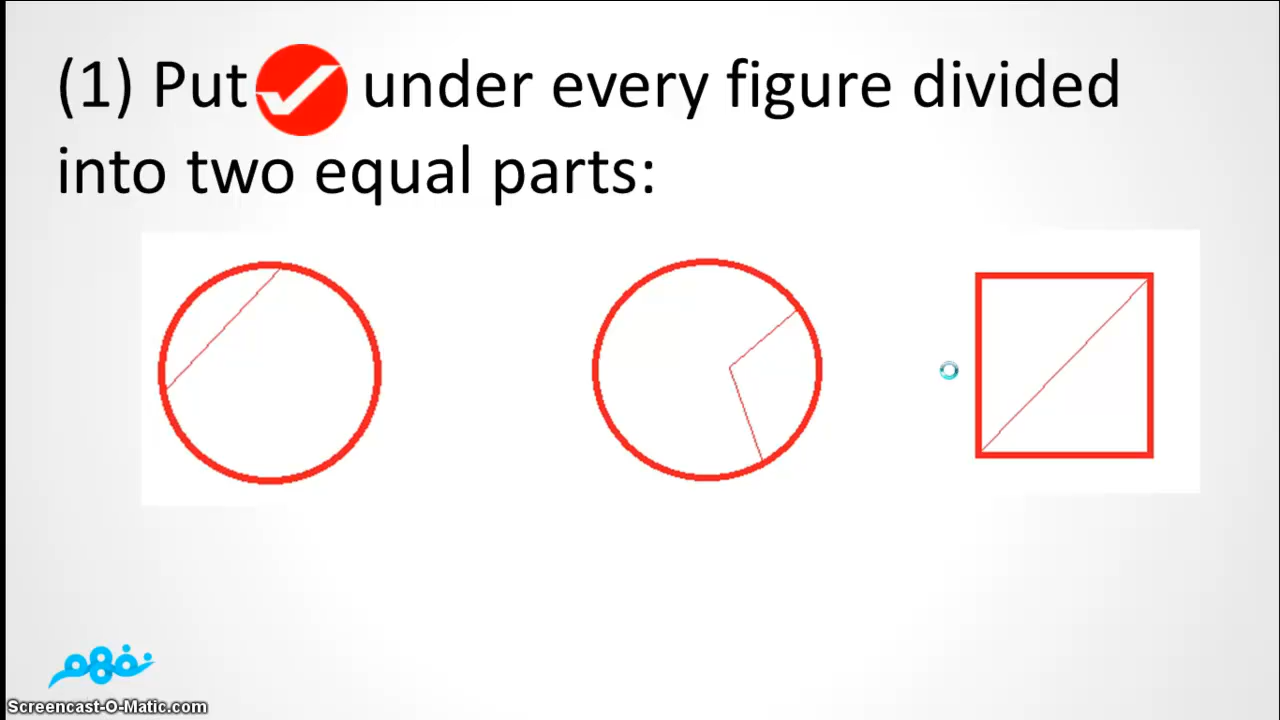 (1) Put under every figure divided
into two equal parts:
نفهم
Screencast-O-Matic.com